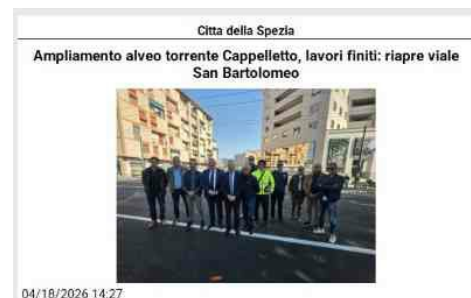 Citta della Spezia
Ampliamento alveo torrente Cappelletto, lavori finiti: riapre viale
San Bartolomeo
04/18/2026 14:27